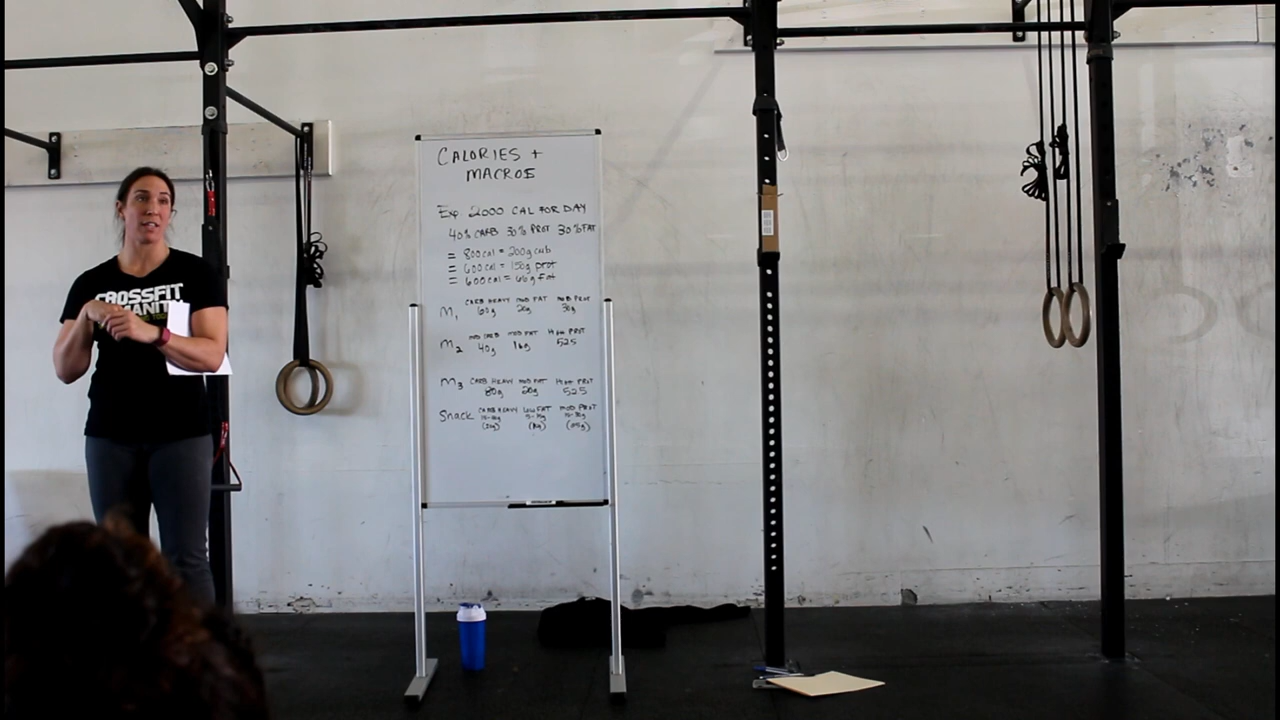 CROSSFIT
CALORIES +
MACROS
Exp 2000 CAL FOR DAY
40% CARB 30% PROT 30% FAT
= 800 cal = 200g carb
= 600 cal = 150g prot
= 600 cal = 66g fat
M1 CARB HEAVY MOD FAT MOD PROT
60g 20g 30g
M2 MOD CARB MOD FAT HIGH PROT
40g 52.5
M3 CARB HEAVY MOD FAT HIGH PROT
80g 20g 52.5
Snack CARB HEAVY LOW FAT MOD PROT